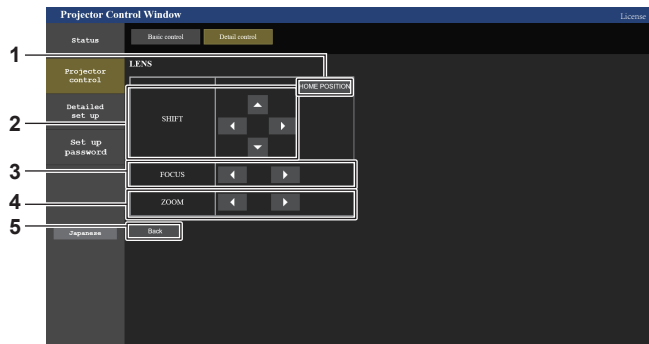 Projector Control Window
License
Status
Basic control
Detail control
1
LENS
Projector
control
HOME POSITION
Detailed
set up
2
SHIFT
Set up
password
3
FOCUS
4
ZOOM
5
Japanese
Back